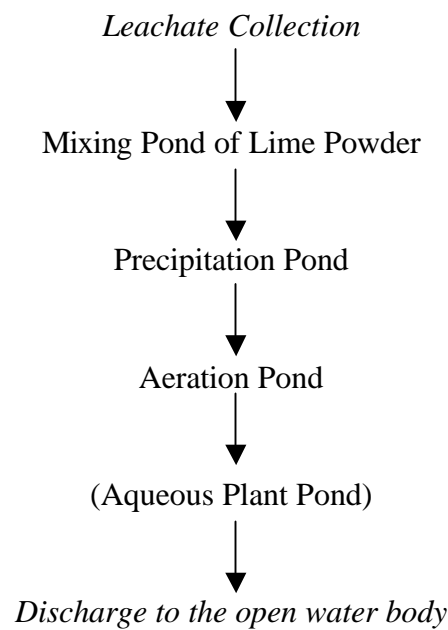 Leachate Collection
Mixing Pond of Lime Powder
Precipitation Pond
Aeration Pond
(Aqueous Plant Pond)
Discharge to the open water body